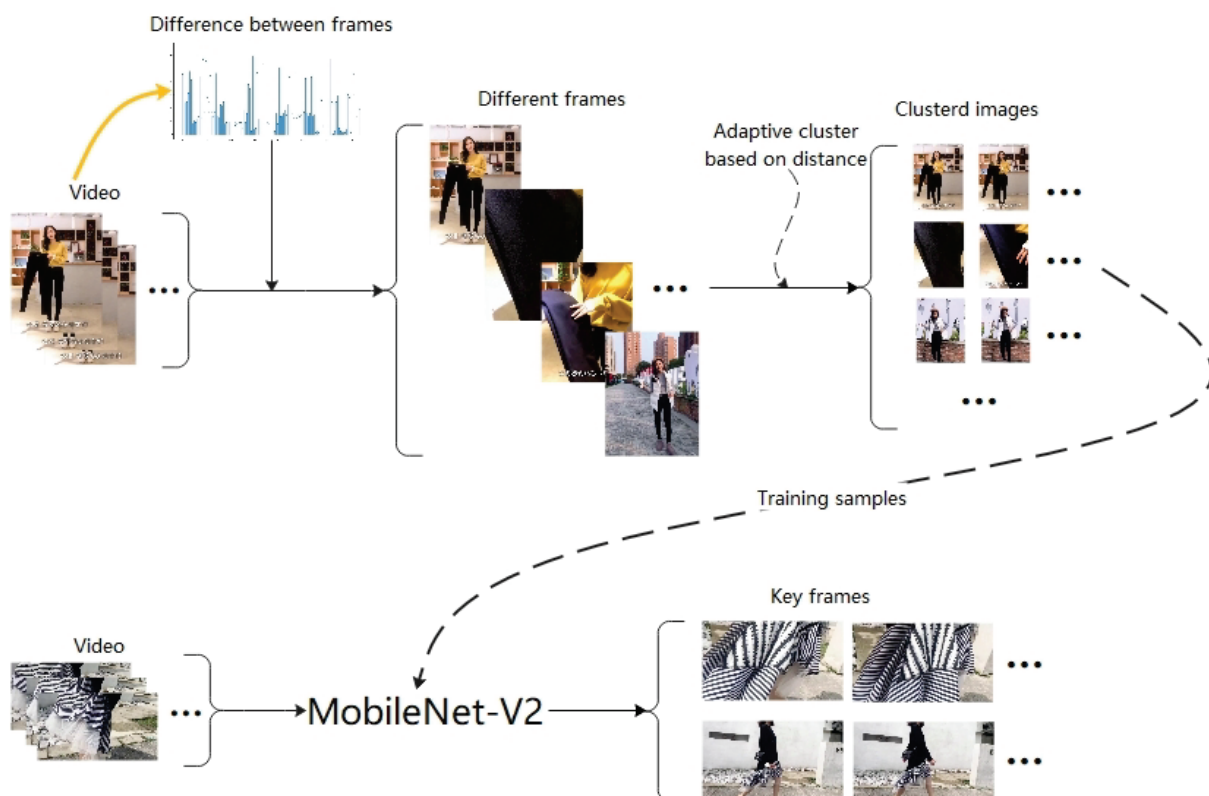 Difference between frames
Different frames
Clusterd images
Adaptive cluster
based on distance
Video
Training samples
Key frames
Video
MobileNet-V2